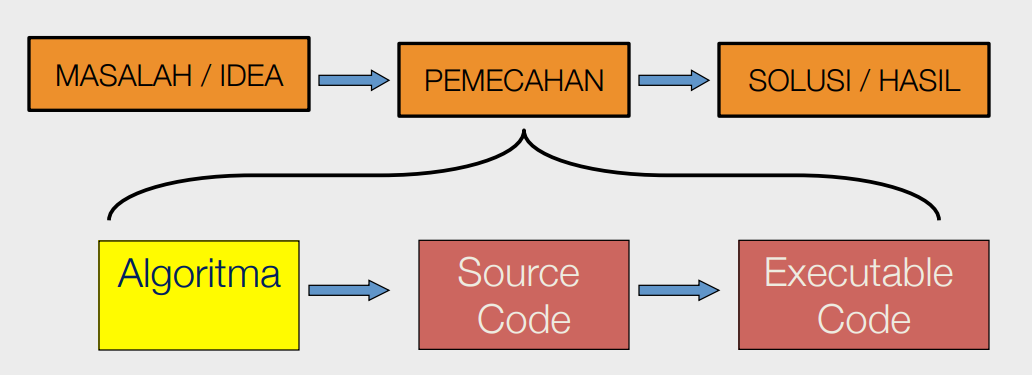 MASALAH / IDEA
PEMECAHAN
SOLUSI / HASIL
Algoritma
Source
Code
Executable
Code